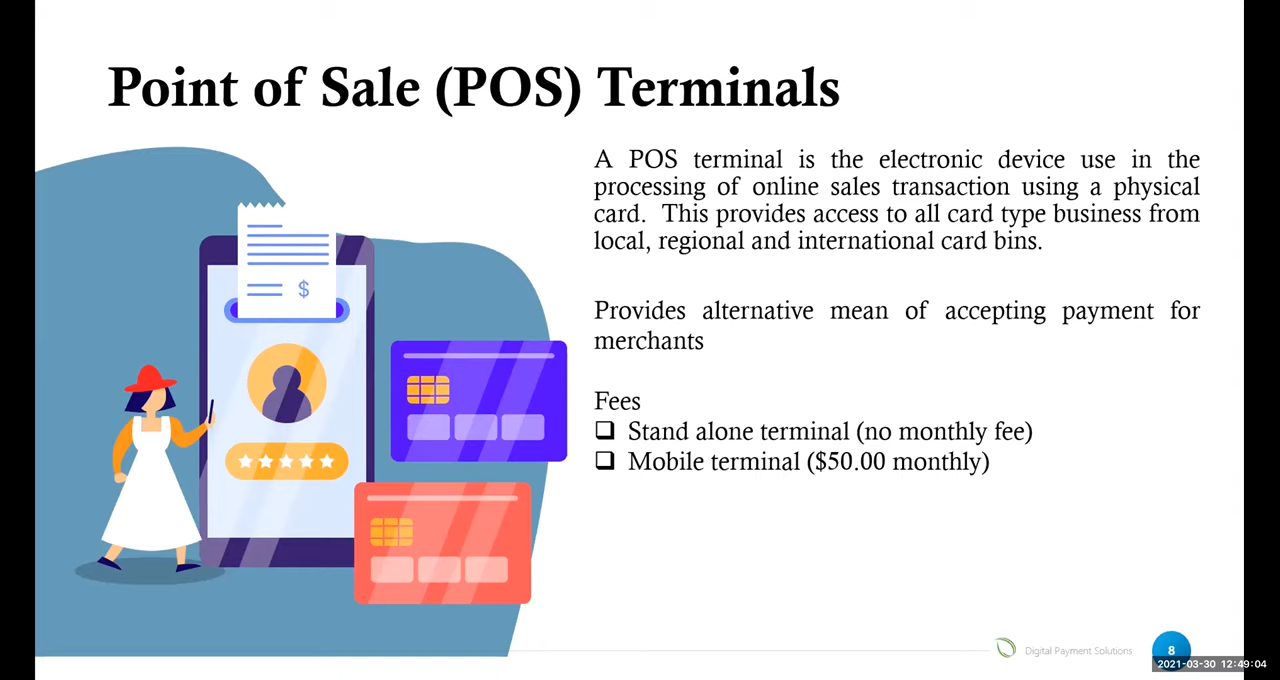 Point of Sale (POS) Terminals
A POS terminal is the electronic device use in the
processing of online sales transaction using a physical
card. This provides access to all card type business from
local, regional and international card bins.
Provides alternative mean of accepting payment for
merchants
Fees
❑ Stand alone terminal (no monthly fee)
❑ Mobile terminal ($50.00 monthly)
$
Digital Payment Solutions
8
2021-03-30 12:49:04